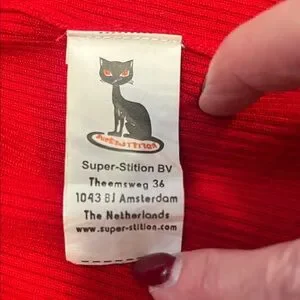 Super-Stition BV
Theemsweg 36
1043 BJ Amsterdam
The Netherlands
www.super-stition.com